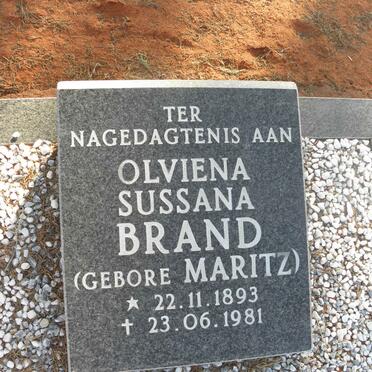 TER
NAGEDAGTENIS AAN
OLVIENA
SUSSANA
BRAND
(GEBORE MARITZ)
★ 22.11.1893
✝ 23.06.1981